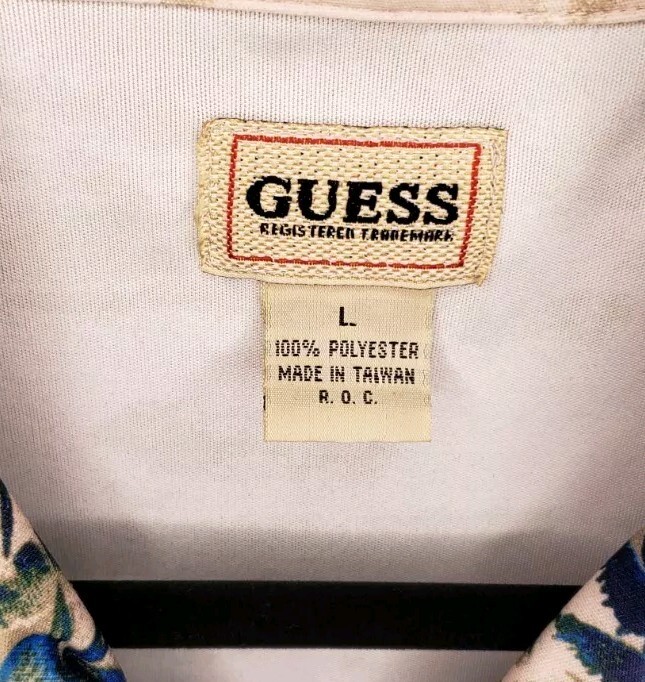 GUESS
REGISTERED TRADEMARK
L
100% POLYESTER
MADE IN TAIWAN
R. O. C.